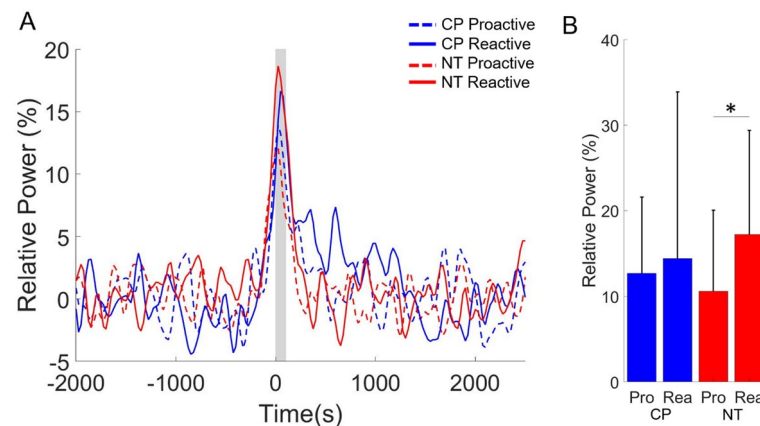 A
CP Proactive
CP Reactive
NT Proactive
NT Reactive
Relative Power (%)
20
15
10
5
0
-5
-2000
-1000
0
1000
2000
Time(s)
B
Relative Power (%)
40
30
20
10
0
*
Pro Rea Pro Rea
CP NT